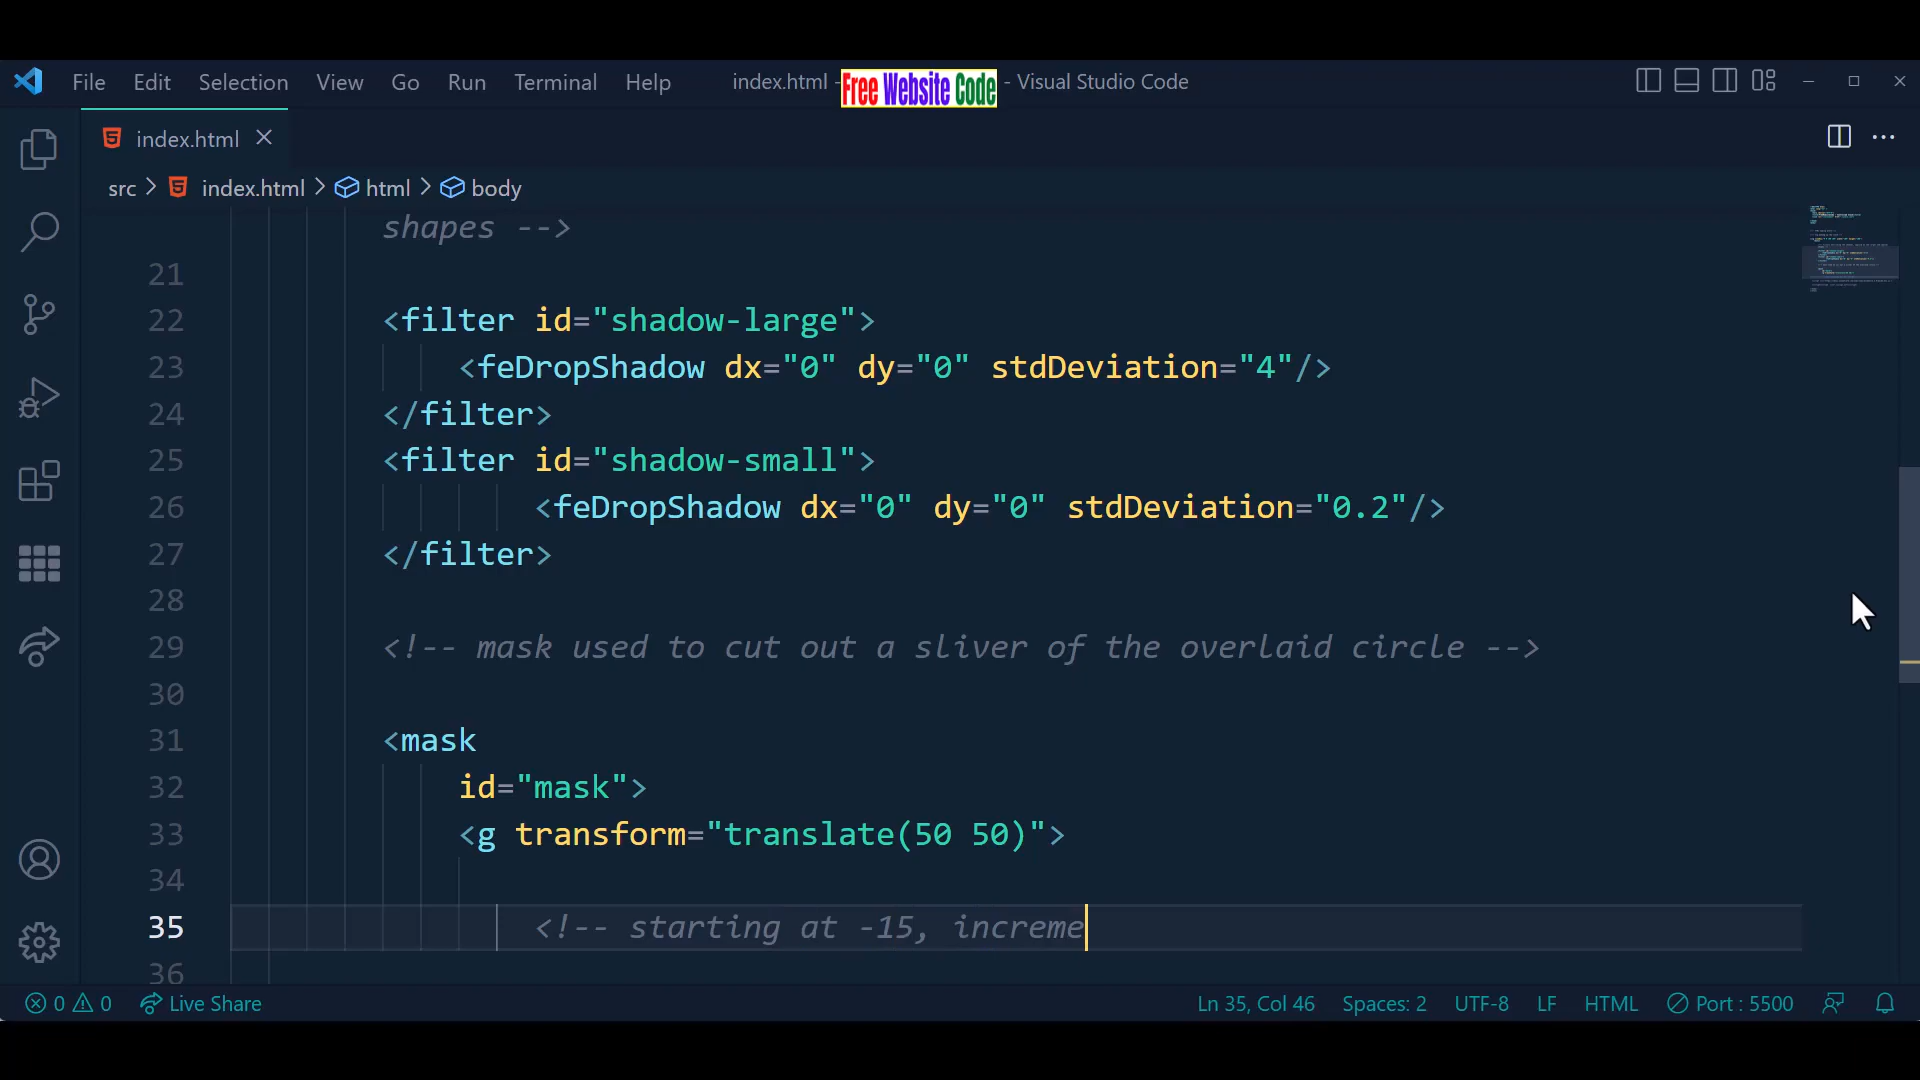 File Edit Selection View Go Run Terminal Help index.html - Free Website Code - Visual Studio Code
index.html
src > index.html > html > body
shapes -->
21
22 <filter id="shadow-large">
23 <feDropShadow dx="0" dy="0" stdDeviation="4"/>
24 </filter>
25 <filter id="shadow-small">
26 <feDropShadow dx="0" dy="0" stdDeviation="0.2"/>
27 </filter>
28
29 <!-- mask used to cut out a sliver of the overlaid circle -->
30
31 <mask
32 id="mask">
33 <g transform="translate(50 50)">
34
35 <!-- starting at -15, increme
36
0 0 Live Share Ln 35, Col 46 Spaces: 2 UTF-8 LF HTML Port : 5500